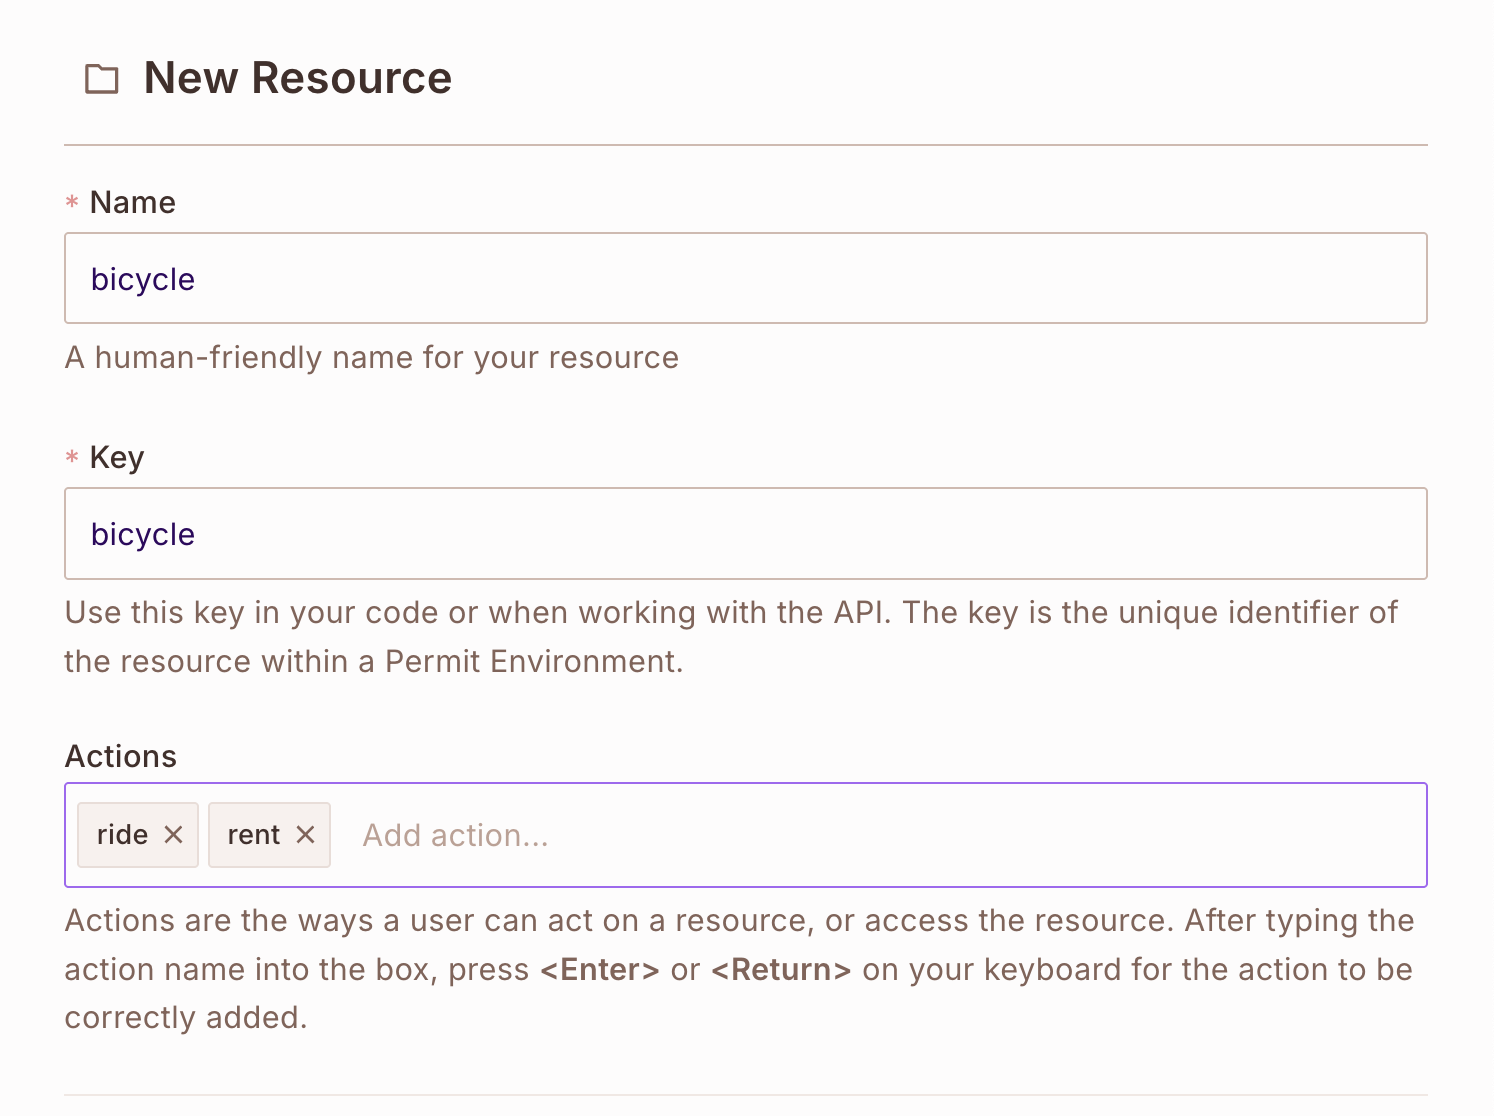 New Resource
* Name
bicycle
A human-friendly name for your resource
* Key
bicycle
Use this key in your code or when working with the API. The key is the unique identifier of
the resource within a Permit Environment.
Actions
ride × rent × Add action...
Actions are the ways a user can act on a resource, or access the resource. After typing the
action name into the box, press <Enter> or <Return> on your keyboard for the action to be
correctly added.